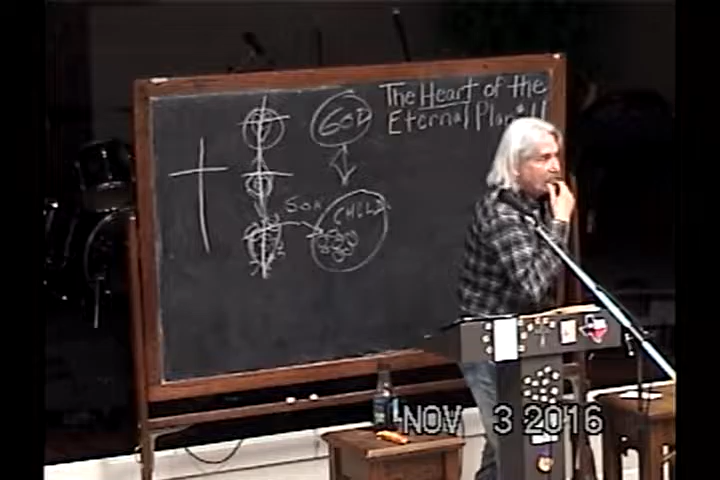 The Heart of the
Eternal Plan
GOD
SON
CHILD
NOV 3 2016